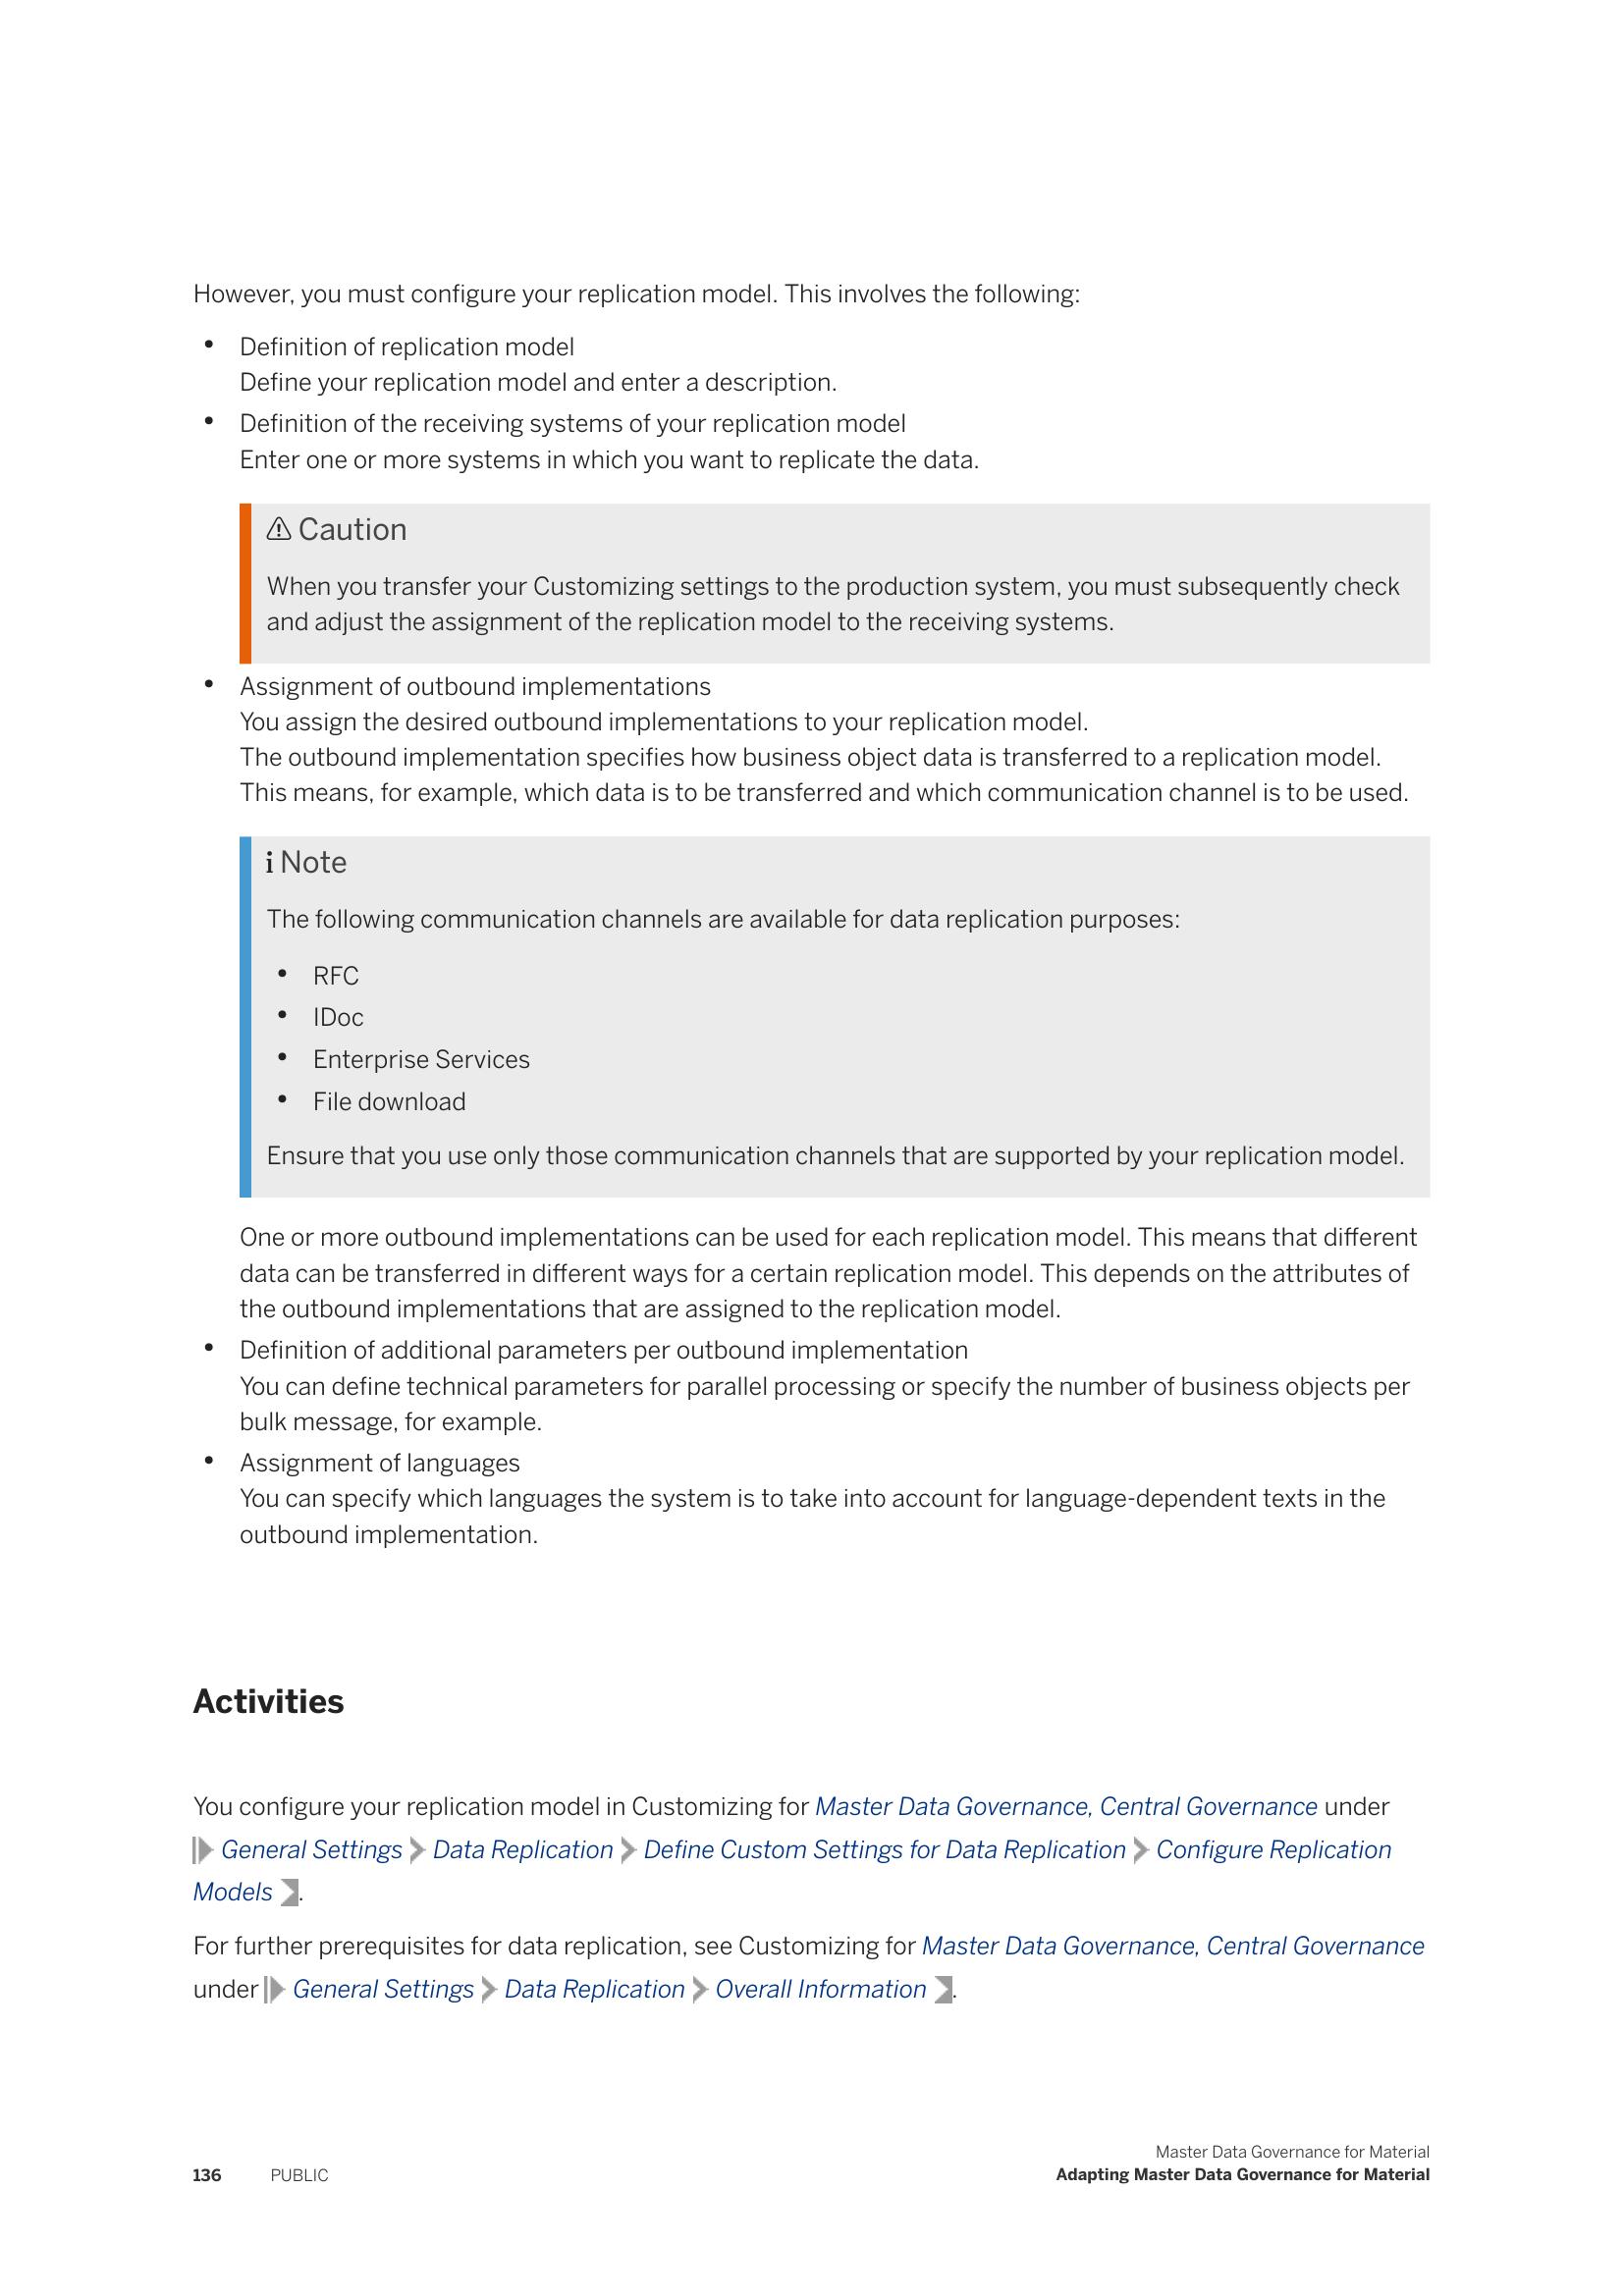 However, you must configure your replication model. This involves the following:
• Definition of replication model
Define your replication model and enter a description.
• Definition of the receiving systems of your replication model
Enter one or more systems in which you want to replicate the data.
Caution
When you transfer your Customizing settings to the production system, you must subsequently check
and adjust the assignment of the replication model to the receiving systems.
• Assignment of outbound implementations
You assign the desired outbound implementations to your replication model.
The outbound implementation specifies how business object data is transferred to a replication model.
This means, for example, which data is to be transferred and which communication channel is to be used.
i Note
The following communication channels are available for data replication purposes:
• RFC
• IDoc
• Enterprise Services
• File download
Ensure that you use only those communication channels that are supported by your replication model.
One or more outbound implementations can be used for each replication model. This means that different
data can be transferred in different ways for a certain replication model. This depends on the attributes of
the outbound implementations that are assigned to the replication model.
• Definition of additional parameters per outbound implementation
You can define technical parameters for parallel processing or specify the number of business objects per
bulk message, for example.
• Assignment of languages
You can specify which languages the system is to take into account for language-dependent texts in the
outbound implementation.
Activities
You configure your replication model in Customizing for Master Data Governance, Central Governance under
General Settings > Data Replication > Define Custom Settings for Data Replication > Configure Replication
Models .
For further prerequisites for data replication, see Customizing for Master Data Governance, Central Governance
under General Settings > Data Replication > Overall Information .
Master Data Governance for Material
136 PUBLIC Adapting Master Data Governance for Material